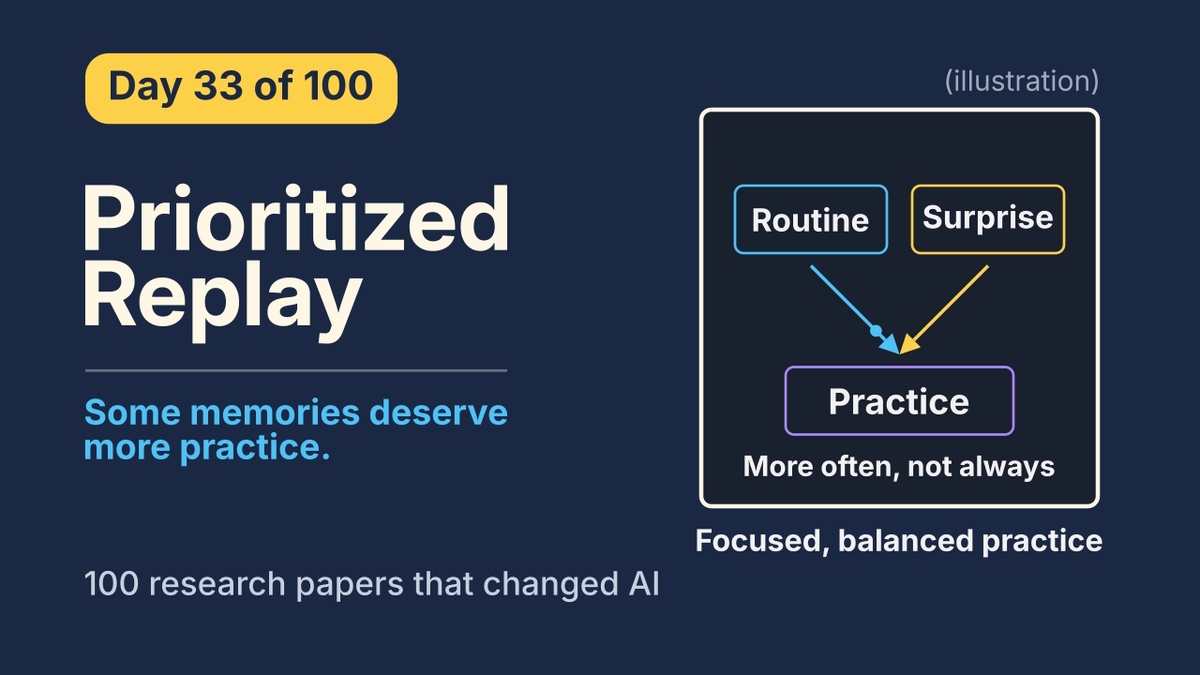 Day 33 of 100
Prioritized
Replay
Some memories deserve
more practice.
100 research papers that changed AI
(illustration)
Routine
Surprise
Practice
More often, not always
Focused, balanced practice